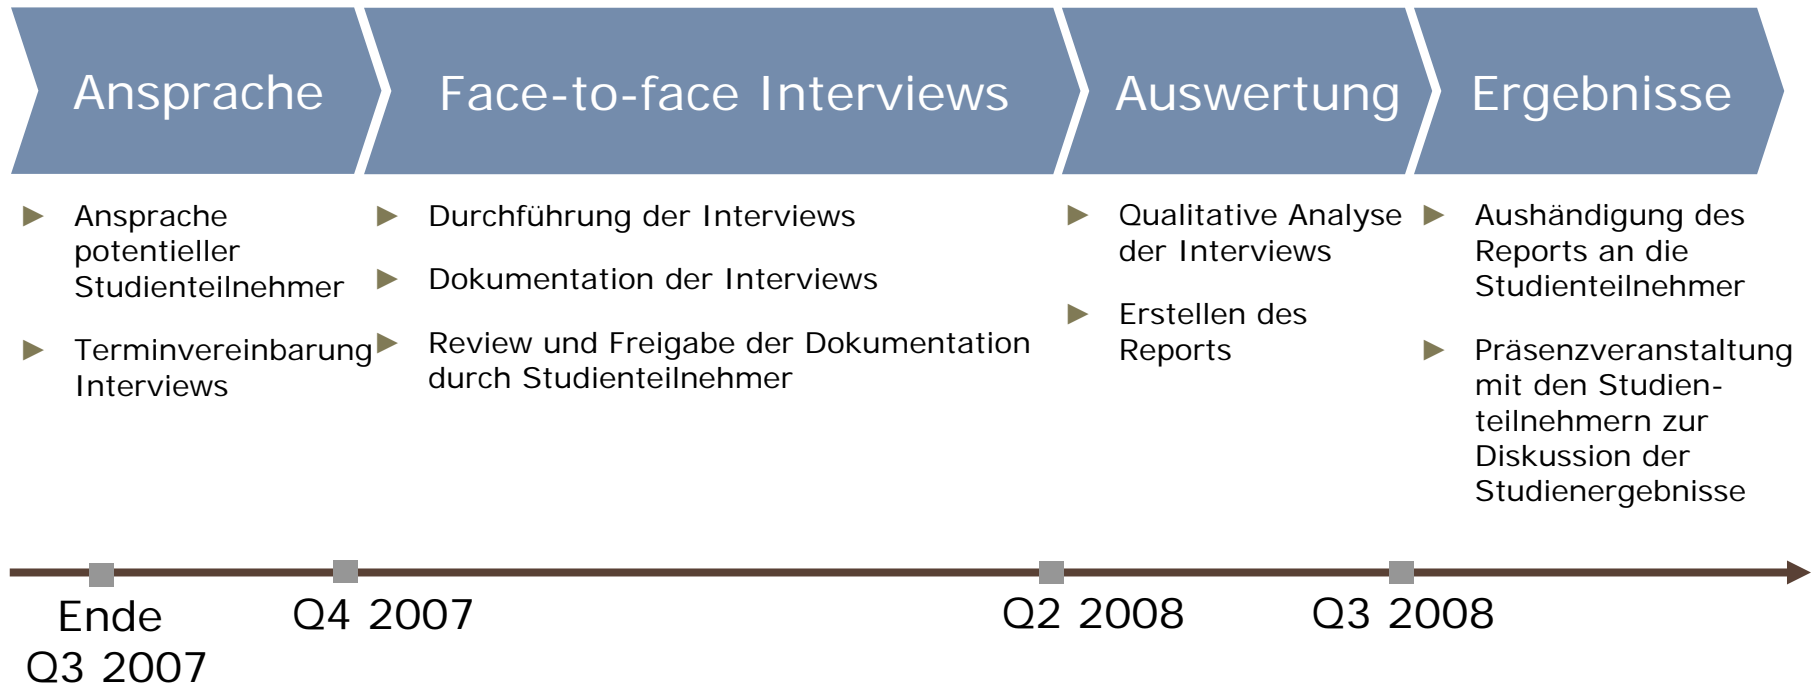 Ansprache
Face-to-face Interviews
Auswertung
Ergebnisse
► Ansprache
potentieller
Studienteilnehmer
► Terminvereinbarung
Interviews
► Durchführung der Interviews
► Dokumentation der Interviews
► Review und Freigabe der Dokumentation
durch Studienteilnehmer
► Qualitative Analyse
der Interviews
► Erstellen des
Reports
► Aushändigung des
Reports an die
Studienteilnehmer
► Präsenzveranstaltung
mit den Studien-
teilnehmern zur
Diskussion der
Studienergebnisse
Ende
Q3 2007
Q4 2007
Q2 2008
Q3 2008